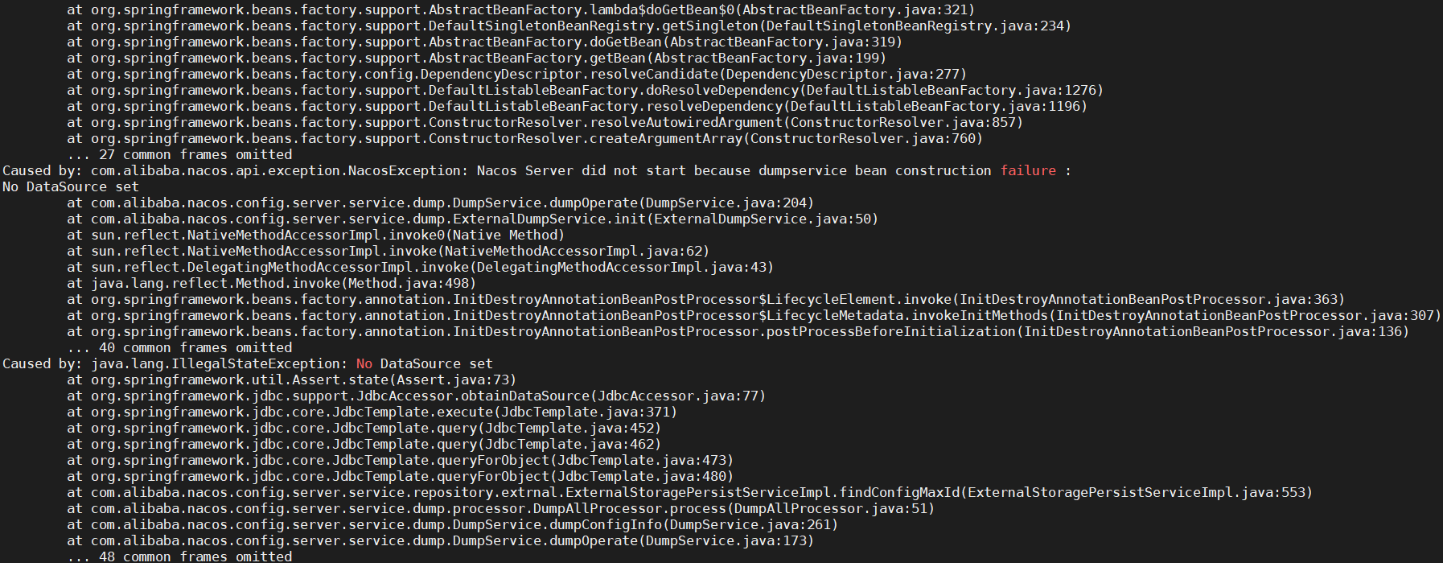 at org.springframework.beans.factory.support.AbstractBeanFactory.lambda$doGetBean$0(AbstractBeanFactory.java:321)
at org.springframework.beans.factory.support.DefaultSingletonBeanRegistry.getSingleton(DefaultSingletonBeanRegistry.java:234)
at org.springframework.beans.factory.support.AbstractBeanFactory.doGetBean(AbstractBeanFactory.java:319)
at org.springframework.beans.factory.support.AbstractBeanFactory.getBean(AbstractBeanFactory.java:199)
at org.springframework.beans.factory.config.DependencyDescriptor.resolveCandidate(DependencyDescriptor.java:277)
at org.springframework.beans.factory.support.DefaultListableBeanFactory.doResolveDependency(DefaultListableBeanFactory.java:1276)
at org.springframework.beans.factory.support.DefaultListableBeanFactory.resolveDependency(DefaultListableBeanFactory.java:1196)
at org.springframework.beans.factory.support.ConstructorResolver.resolveAutowiredArgument(ConstructorResolver.java:857)
at org.springframework.beans.factory.support.ConstructorResolver.createArgumentArray(ConstructorResolver.java:760)
... 27 common frames omitted
Caused by: com.alibaba.nacos.api.exception.NacosException: Nacos Server did not start because dumpservice bean construction failure :
No DataSource set
at com.alibaba.nacos.config.server.service.dump.DumpService.dumpOperate(DumpService.java:204)
at com.alibaba.nacos.config.server.service.dump.ExternalDumpService.init(ExternalDumpService.java:50)
at sun.reflect.NativeMethodAccessorImpl.invoke0(Native Method)
at sun.reflect.NativeMethodAccessorImpl.invoke(NativeMethodAccessorImpl.java:62)
at sun.reflect.DelegatingMethodAccessorImpl.invoke(DelegatingMethodAccessorImpl.java:43)
at java.lang.reflect.Method.invoke(Method.java:498)
at org.springframework.beans.factory.annotation.InitDestroyAnnotationBeanPostProcessor$LifecycleElement.invoke(InitDestroyAnnotationBeanPostProcessor.java:363)
at org.springframework.beans.factory.annotation.InitDestroyAnnotationBeanPostProcessor$LifecycleMetadata.invokeInitMethods(InitDestroyAnnotationBeanPostProcessor.java:307)
at org.springframework.beans.factory.annotation.InitDestroyAnnotationBeanPostProcessor.postProcessBeforeInitialization(InitDestroyAnnotationBeanPostProcessor.java:136)
... 40 common frames omitted
Caused by: java.lang.IllegalStateException: No DataSource set
at org.springframework.util.Assert.state(Assert.java:73)
at org.springframework.jdbc.support.JdbcAccessor.obtainDataSource(JdbcAccessor.java:77)
at org.springframework.jdbc.core.JdbcTemplate.execute(JdbcTemplate.java:371)
at org.springframework.jdbc.core.JdbcTemplate.query(JdbcTemplate.java:452)
at org.springframework.jdbc.core.JdbcTemplate.query(JdbcTemplate.java:462)
at org.springframework.jdbc.core.JdbcTemplate.queryForObject(JdbcTemplate.java:473)
at org.springframework.jdbc.core.JdbcTemplate.queryForObject(JdbcTemplate.java:480)
at com.alibaba.nacos.config.server.service.repository.extrnal.ExternalStoragePersistServiceImpl.findConfigMaxId(ExternalStoragePersistServiceImpl.java:553)
at com.alibaba.nacos.config.server.service.dump.processor.DumpAllProcessor.process(DumpAllProcessor.java:51)
at com.alibaba.nacos.config.server.service.dump.DumpService.dumpConfigInfo(DumpService.java:261)
at com.alibaba.nacos.config.server.service.dump.DumpService.dumpOperate(DumpService.java:173)
... 48 common frames omitted